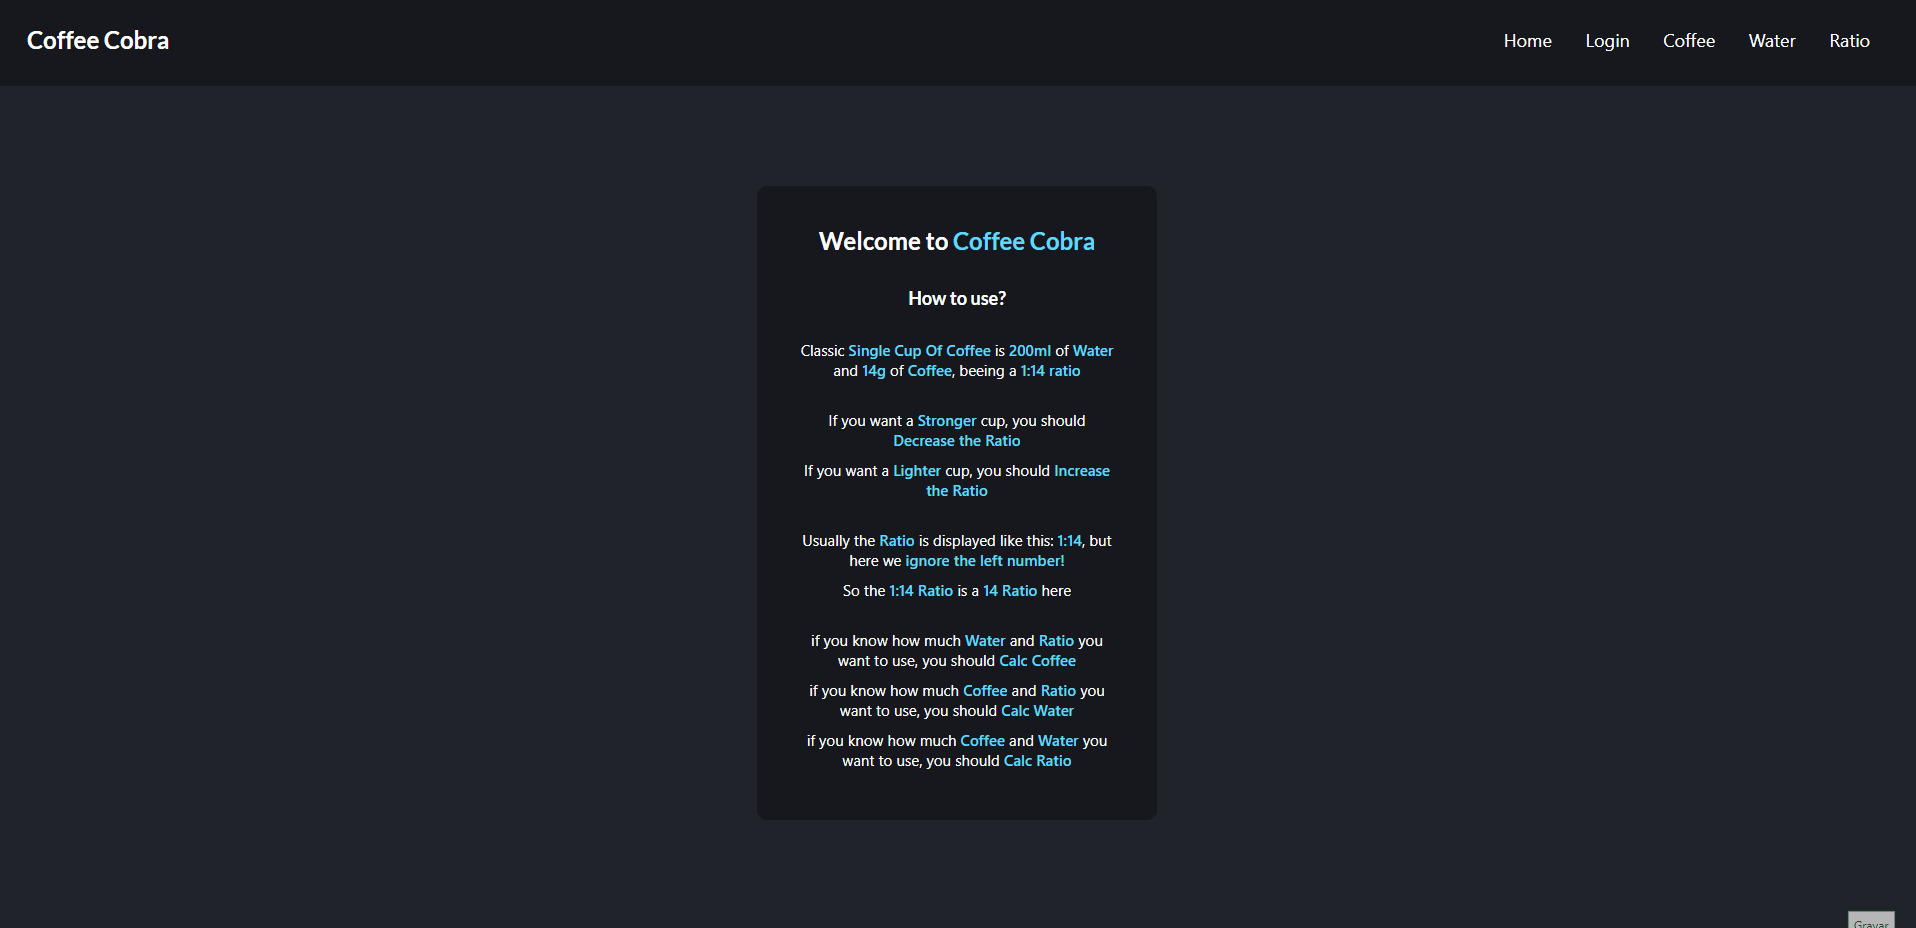 Coffee Cobra
Home Login Coffee Water Ratio
Welcome to Coffee Cobra
How to use?
Classic Single Cup Of Coffee is 200ml of Water
and 14g of Coffee, beeing a 1:14 ratio
If you want a Stronger cup, you should
Decrease the Ratio
If you want a Lighter cup, you should Increase
the Ratio
Usually the Ratio is displayed like this: 1:14, but
here we ignore the left number!
So the 1:14 Ratio is a 14 Ratio here
if you know how much Water and Ratio you
want to use, you should Calc Coffee
if you know how much Coffee and Ratio you
want to use, you should Calc Water
if you know how much Coffee and Water you
want to use, you should Calc Ratio
Gravar